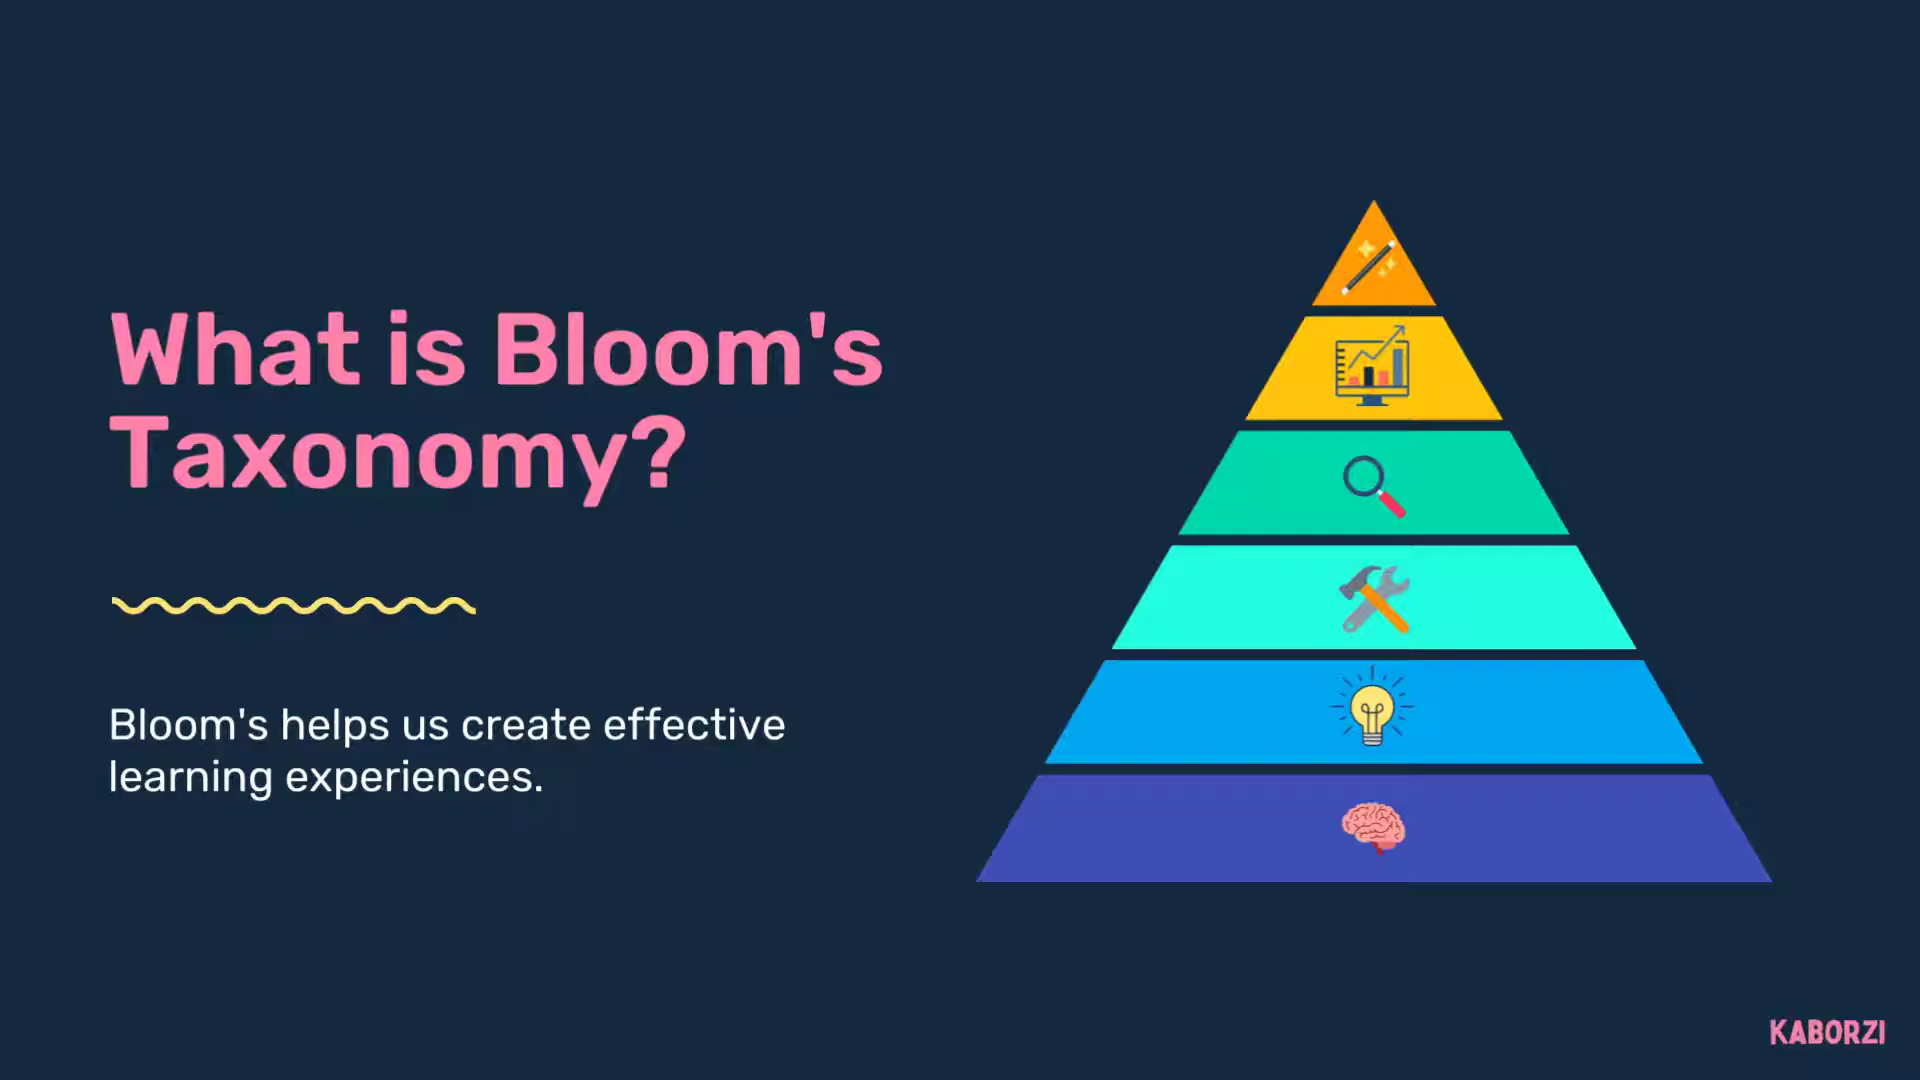 What is Bloom's
Taxonomy?
Bloom's helps us create effective
learning experiences.
KABORZI